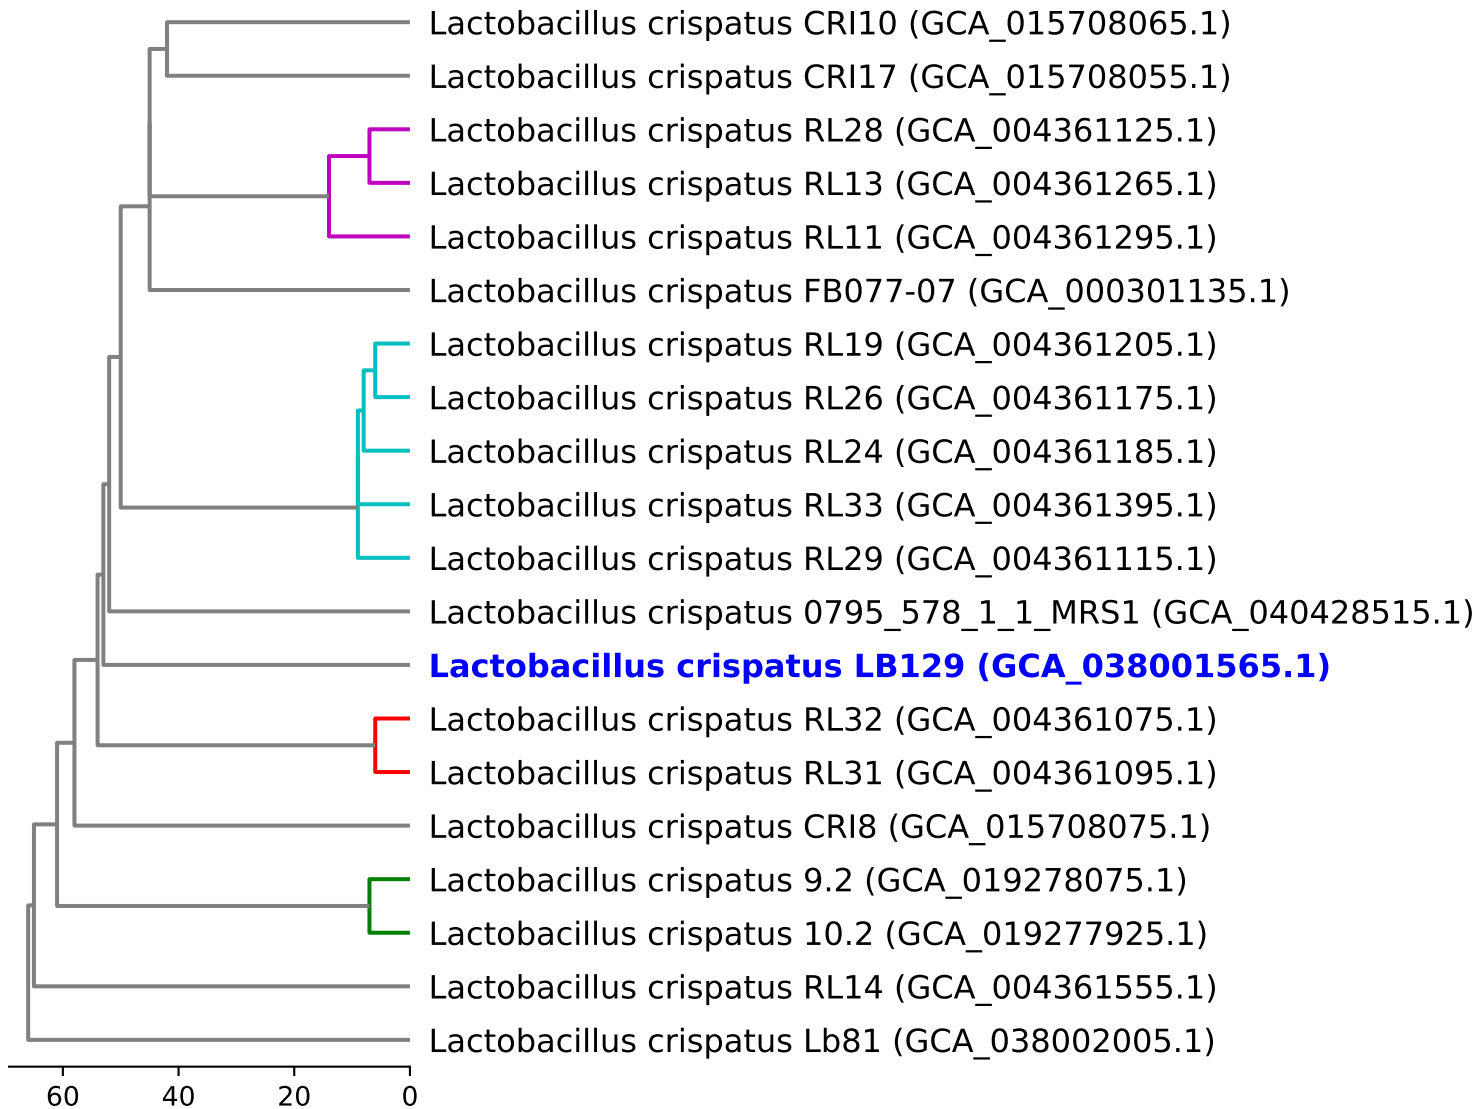 Lactobacillus crispatus CRI10 (GCA_015708065.1)
Lactobacillus crispatus CRI17 (GCA_015708055.1)
Lactobacillus crispatus RL28 (GCA_004361125.1)
Lactobacillus crispatus RL13 (GCA_004361265.1)
Lactobacillus crispatus RL11 (GCA_004361295.1)
Lactobacillus crispatus FB077-07 (GCA_000301135.1)
Lactobacillus crispatus RL19 (GCA_004361205.1)
Lactobacillus crispatus RL26 (GCA_004361175.1)
Lactobacillus crispatus RL24 (GCA_004361185.1)
Lactobacillus crispatus RL33 (GCA_004361395.1)
Lactobacillus crispatus RL29 (GCA_004361115.1)
Lactobacillus crispatus 0795_578_1_1_MRS1 (GCA_040428515.1)
Lactobacillus crispatus LB129 (GCA_038001565.1)
Lactobacillus crispatus RL32 (GCA_004361075.1)
Lactobacillus crispatus RL31 (GCA_004361095.1)
Lactobacillus crispatus CRI8 (GCA_015708075.1)
Lactobacillus crispatus 9.2 (GCA_019278075.1)
Lactobacillus crispatus 10.2 (GCA_019277925.1)
Lactobacillus crispatus RL14 (GCA_004361555.1)
Lactobacillus crispatus Lb81 (GCA_038002005.1)
60 40 20 0